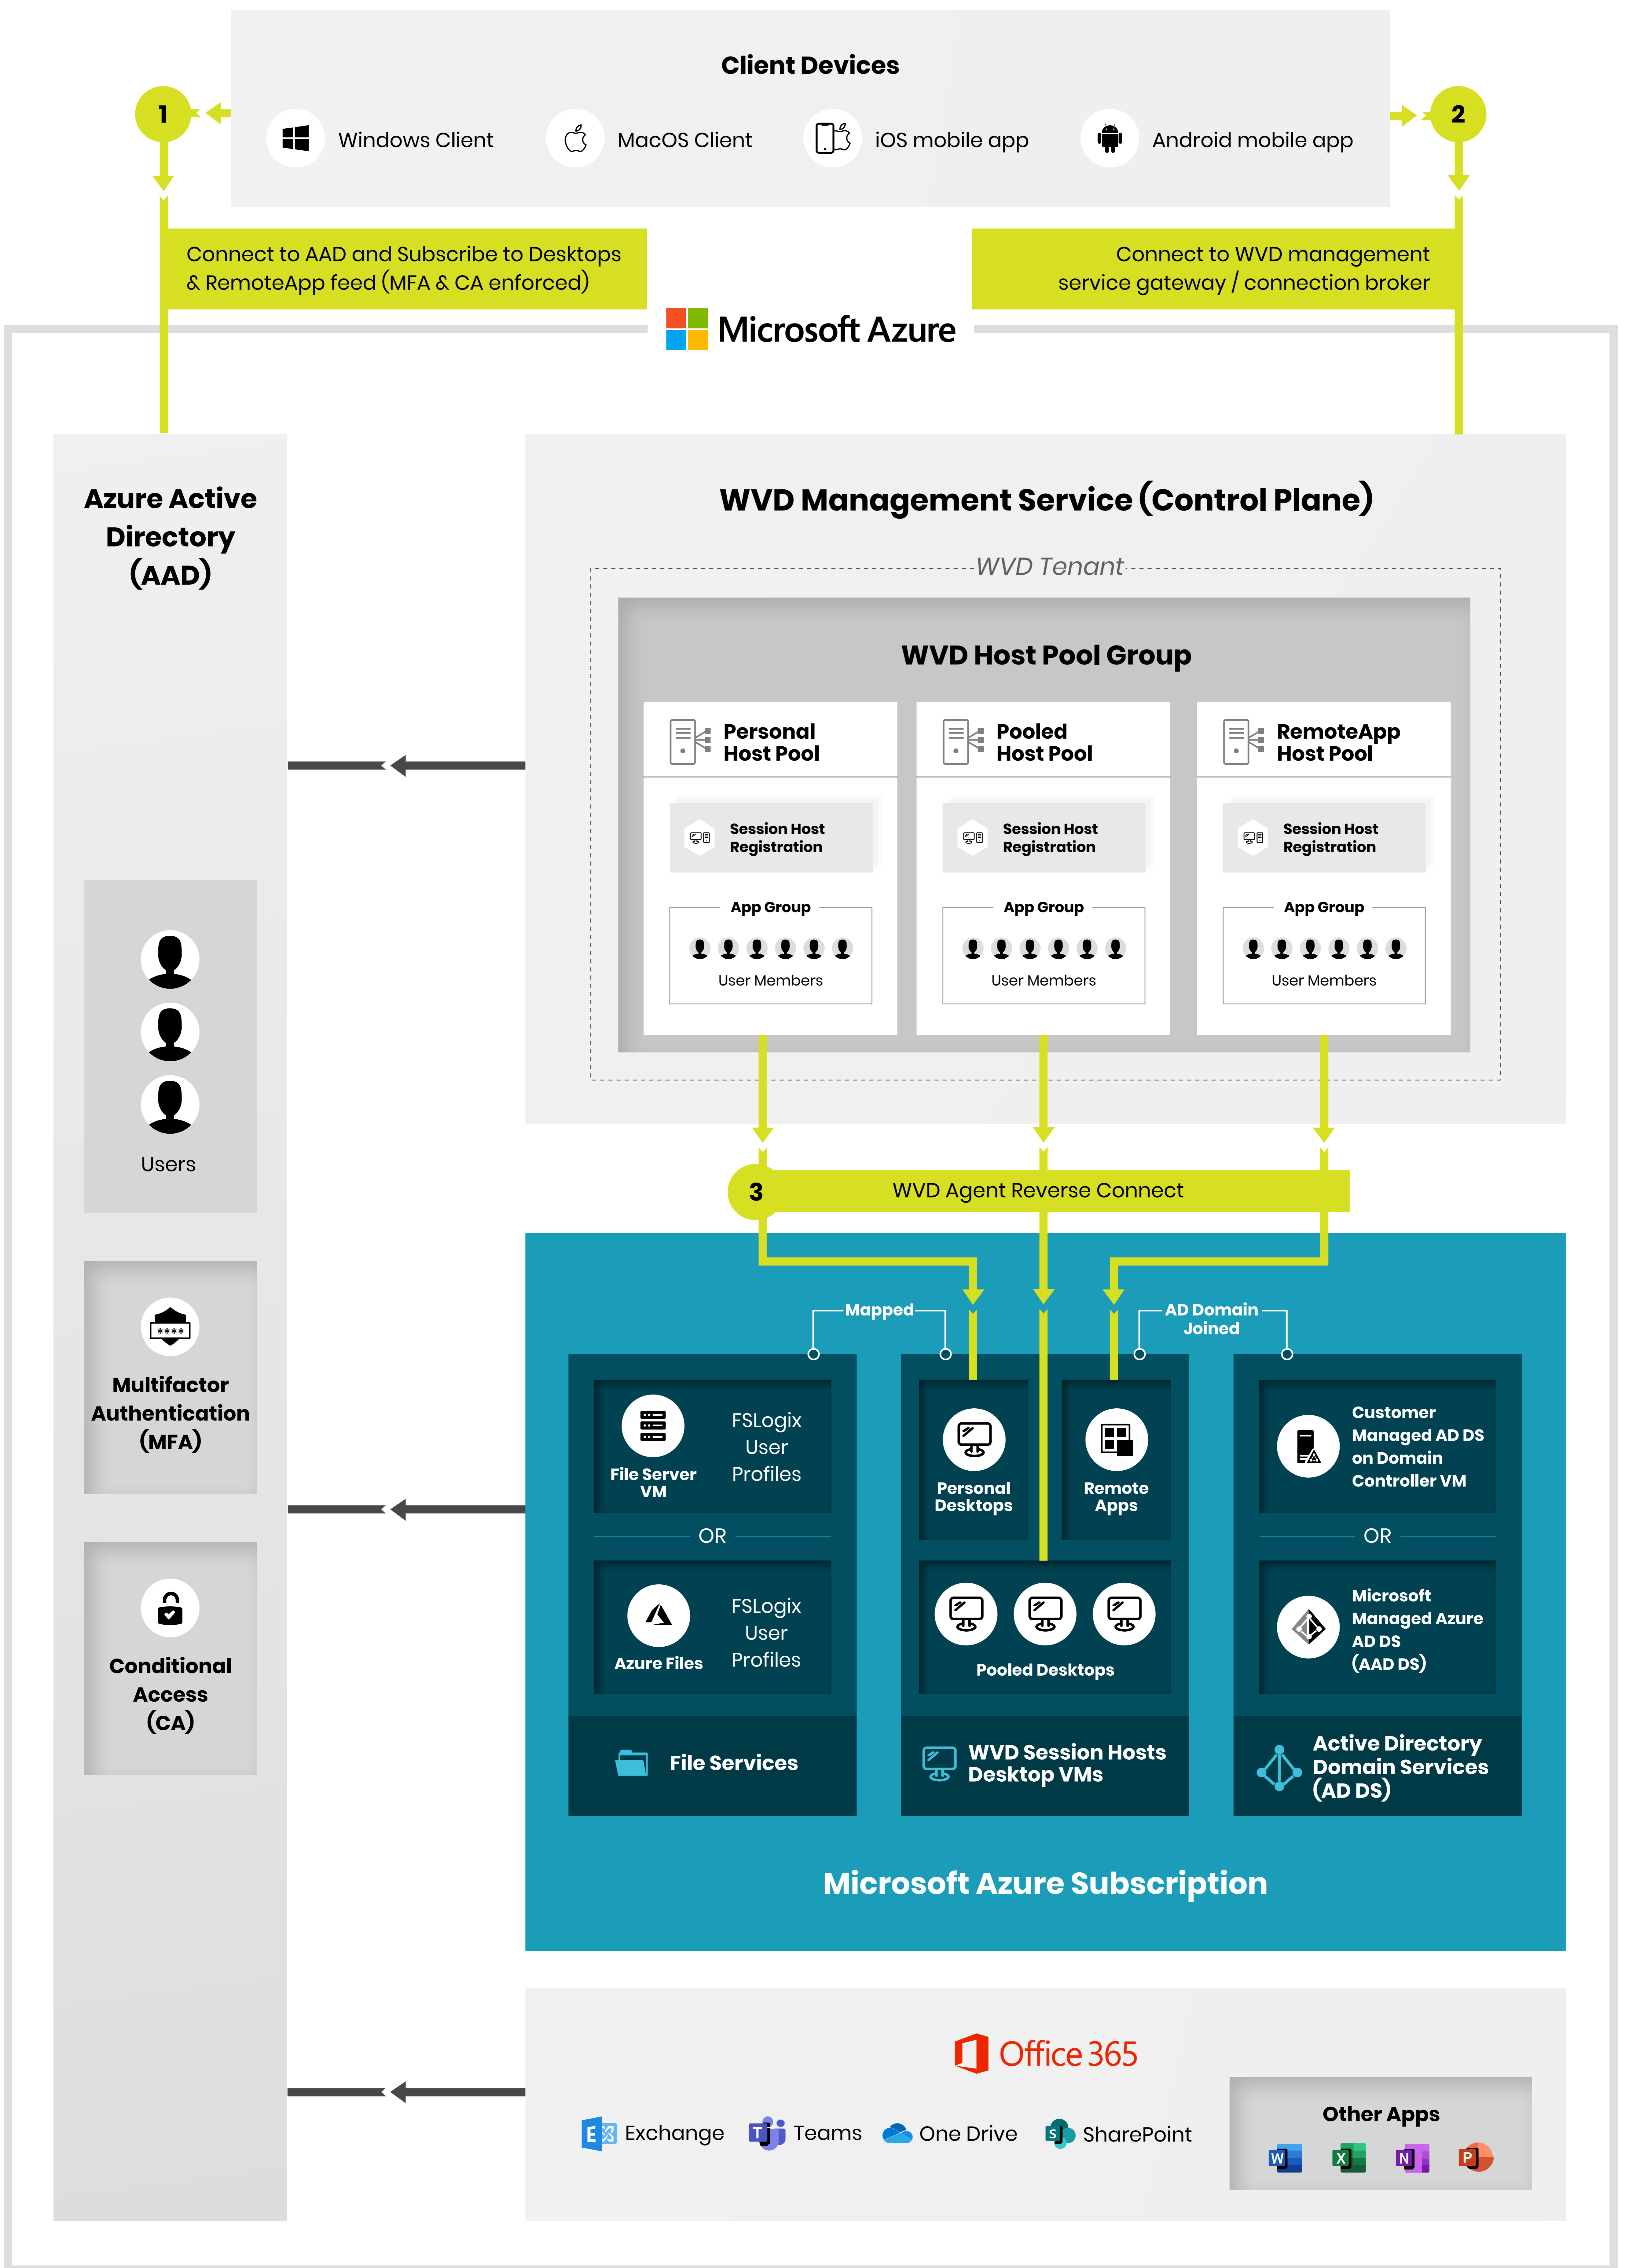 Client Devices
1
2
Windows Client
MacOS Client
iOS mobile app
Android mobile app
Connect to AAD and Subscribe to Desktops
& RemoteApp feed (MFA & CA enforced)
Connect to WVD management
service gateway / connection broker
Microsoft Azure
Azure Active
Directory
(AAD)
Users
****
Multifactor
Authentication
(MFA)
Conditional
Access
(CA)
WVD Management Service (Control Plane)
WVD Tenant
WVD Host Pool Group
Personal
Host Pool
Session Host
Registration
App Group
User Members
Pooled
Host Pool
Session Host
Registration
App Group
User Members
RemoteApp
Host Pool
Session Host
Registration
App Group
User Members
3
WVD Agent Reverse Connect
Mapped
AD Domain
Joined
File Server
VM
FSLogix
User
Profiles
OR
Azure Files
FSLogix
User
Profiles
File Services
Personal
Desktops
Remote
Apps
Pooled Desktops
WVD Session Hosts
Desktop VMs
Customer
Managed AD DS
on Domain
Controller VM
OR
Microsoft
Managed Azure
AD DS
(AAD DS)
Active Directory
Domain Services
(AD DS)
Microsoft Azure Subscription
Office 365
E
Exchange
T
Teams
One Drive
S
SharePoint
Other Apps
W
X
N
P